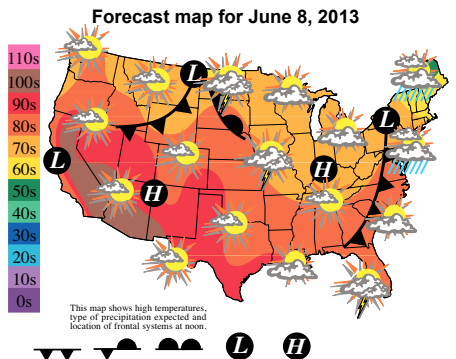 Forecast map for June 8, 2013
110s
100s
90s
80s
70s
60s
50s
40s
30s
20s
10s
0s
L
L
L
H
H
This map shows high temperatures,
type of precipitation expected and
location of frontal systems at noon.
L
H